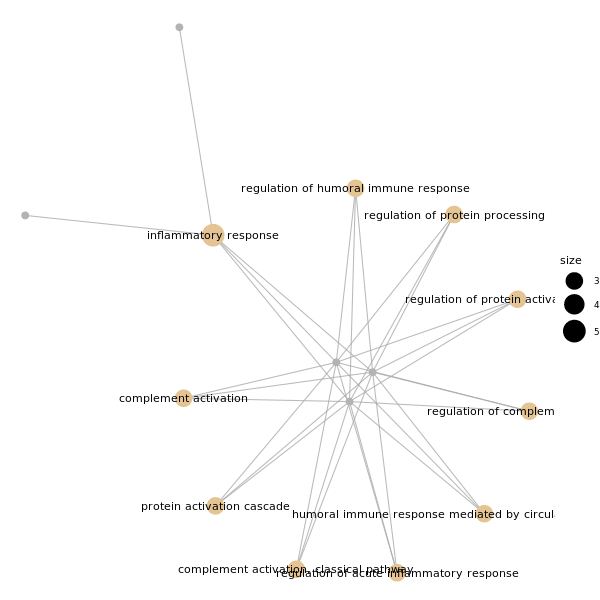 regulation of humoral immune response
regulation of protein processing
inflammatory response
size
3
4
5
regulation of protein activa
complement activation
regulation of complem
protein activation cascade
humoral immune response mediated by circula
complement activation, classical pathway
regulation of acute inflammatory response